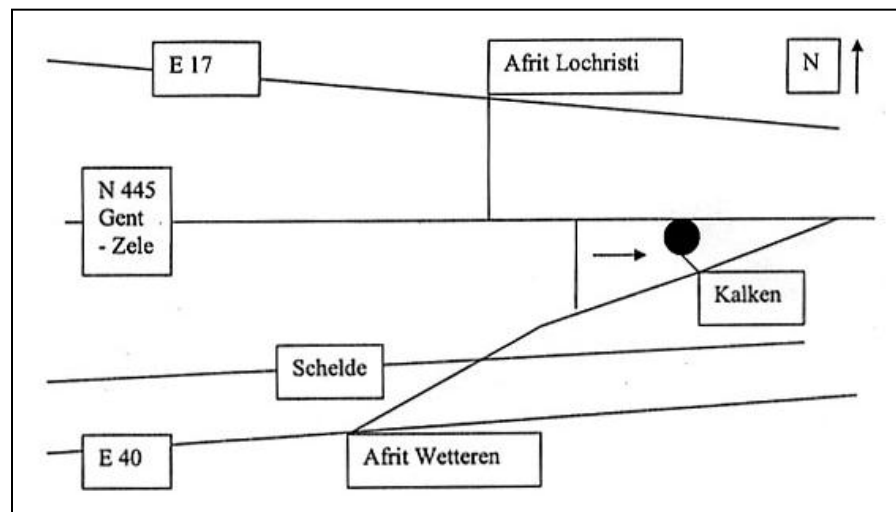 E 17
Afrit Lochristi
N
N 445
Gent
- Zele
Kalken
Schelde
E 40
Afrit Wetteren